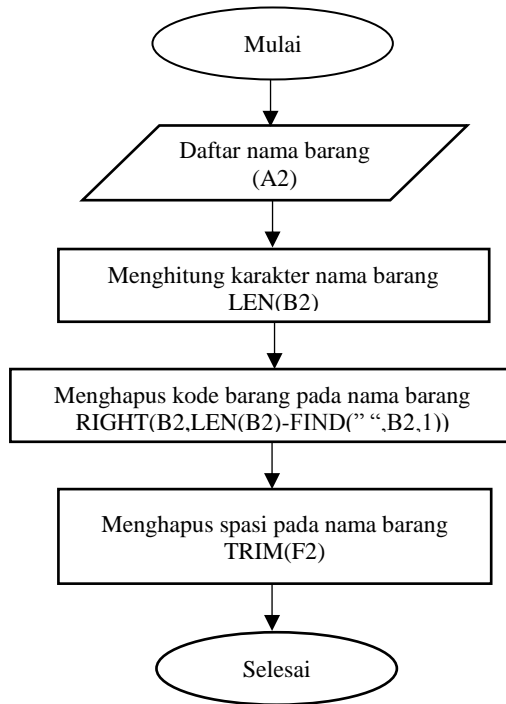 Mulai
Daftar nama barang
(A2)
Menghitung karakter nama barang
LEN(B2)
Menghapus kode barang pada nama barang
RIGHT(B2,LEN(B2)-FIND(” “,B2,1))
Menghapus spasi pada nama barang
TRIM(F2)
Selesai